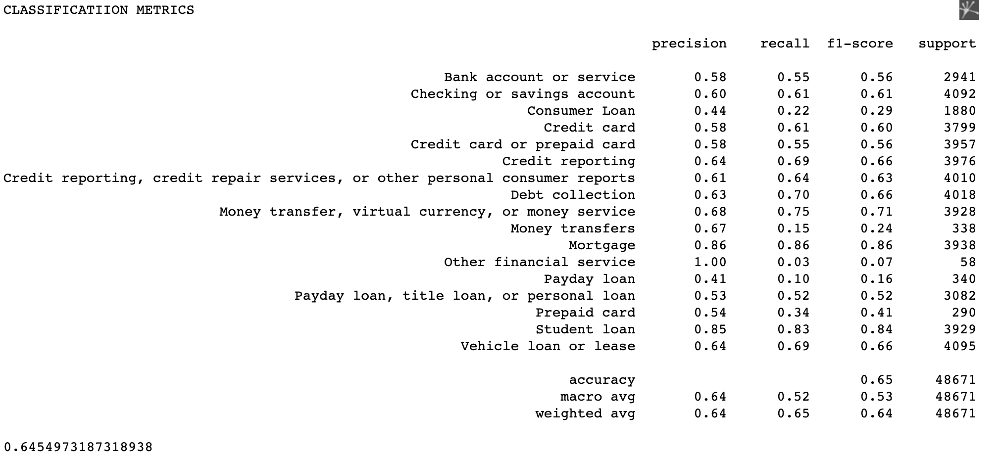 CLASSIFICATIION METRICS
precision recall f1-score support
Bank account or service 0.58 0.55 0.56 2941
Checking or savings account 0.60 0.61 0.61 4092
Consumer Loan 0.44 0.22 0.29 1880
Credit card 0.58 0.61 0.60 3799
Credit card or prepaid card 0.58 0.55 0.56 3957
Credit reporting 0.64 0.69 0.66 3976
Credit reporting, credit repair services, or other personal consumer reports 0.61 0.64 0.63 4010
Debt collection 0.63 0.70 0.66 4018
Money transfer, virtual currency, or money service 0.68 0.75 0.71 3928
Money transfers 0.67 0.15 0.24 338
Mortgage 0.86 0.86 0.86 3938
Other financial service 1.00 0.03 0.07 58
Payday loan 0.41 0.10 0.16 340
Payday loan, title loan, or personal loan 0.53 0.52 0.52 3082
Prepaid card 0.54 0.34 0.41 290
Student loan 0.85 0.83 0.84 3929
Vehicle loan or lease 0.64 0.69 0.66 4095
accuracy 0.65 48671
macro avg 0.64 0.52 0.53 48671
weighted avg 0.64 0.65 0.64 48671
0.6454973187318938